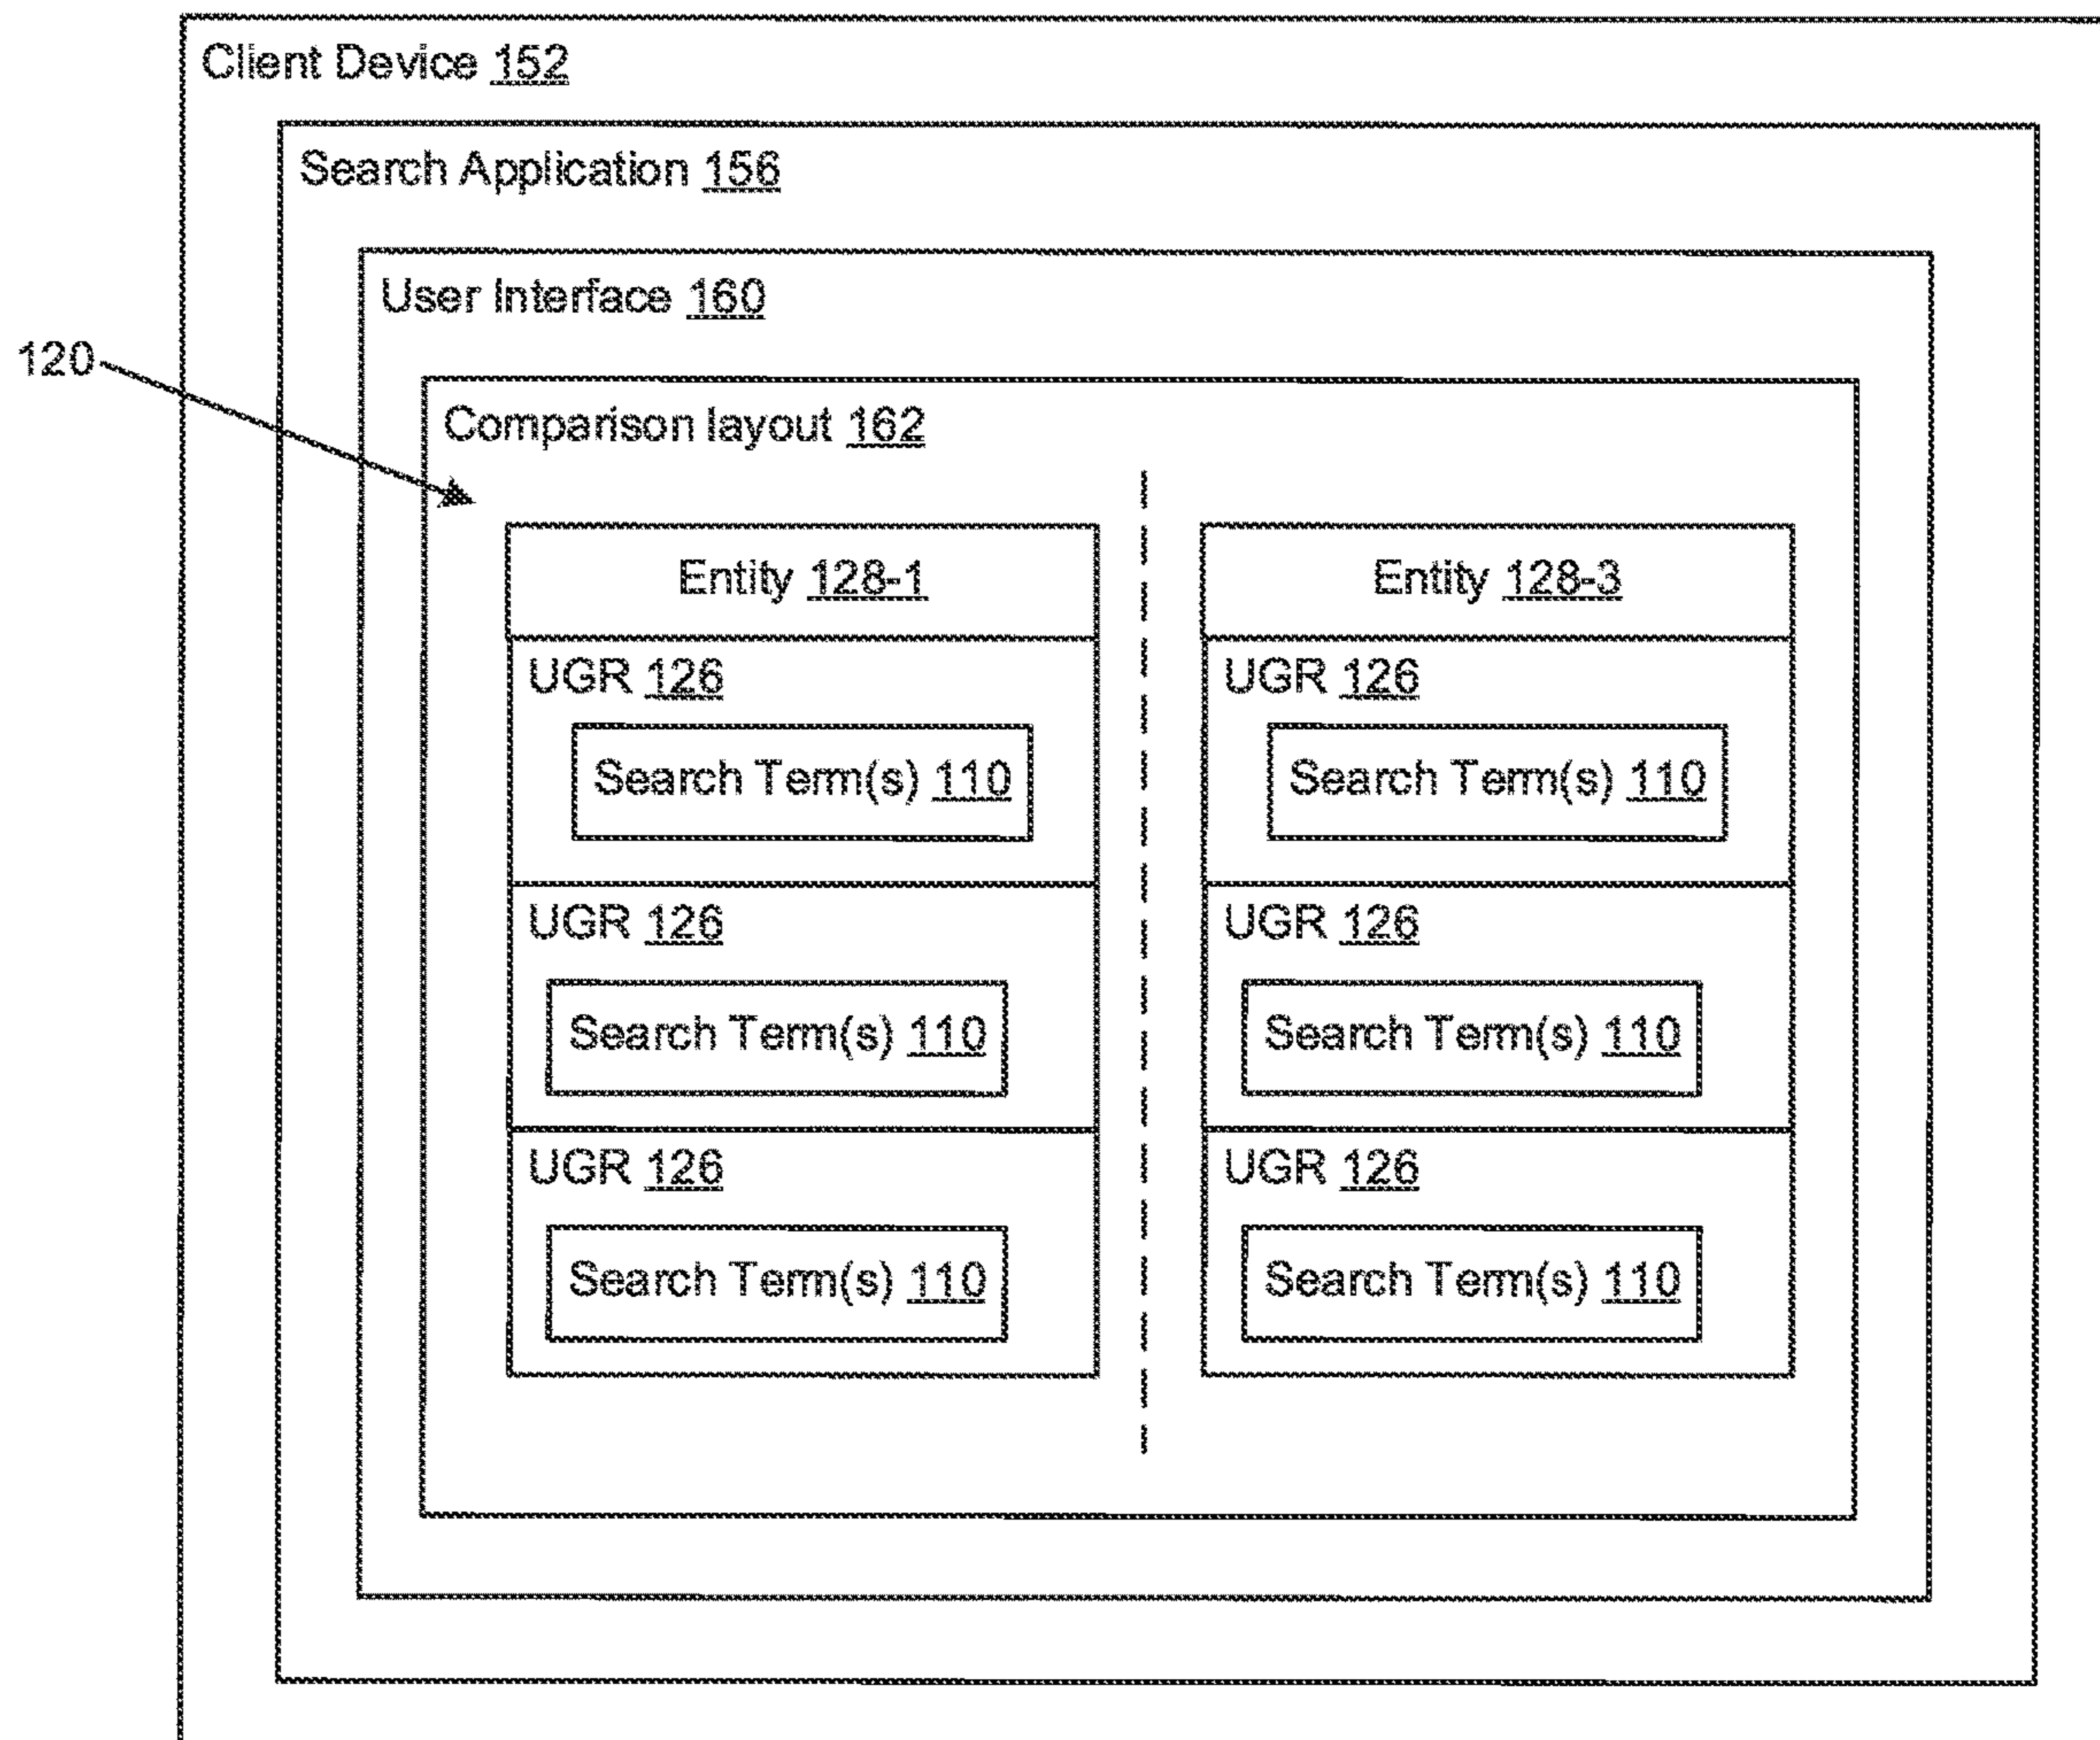 Client Device 152
Search Application 156
User Interface 160
120
Comparison layout 162
Entity 128-1
UGR 126
Search Term(s) 110
UGR 126
Search Term(s) 110
UGR 126
Search Term(s) 110
Entity 128-3
UGR 126
Search Term(s) 110
UGR 126
Search Term(s) 110
UGR 126
Search Term(s) 110